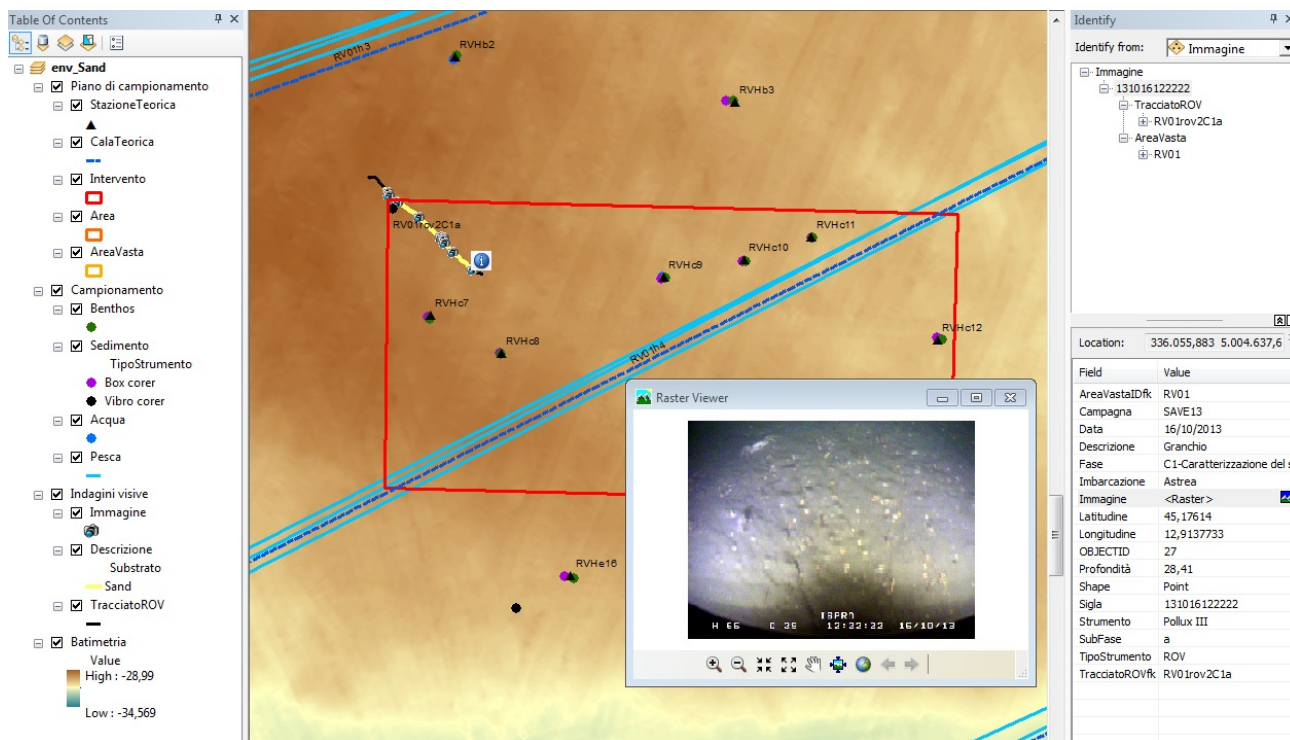 Table Of Contents
env_Sand
Piano di campionamento
StazioneTeorica
CalaTeorica
Intervento
Area
AreaVasta
Campionamento
Benthos
Sedimento
TipoStrumento
Box corer
Vibro corer
Acqua
Pesca
Indagini visive
Immagine
Descrizione
Substrato
Sand
TracciatoROV
Batimetria
Value
High : -28,99
Low : -34,569
RV01h3
RVHb2
RVHb3
RV01rov2C1a
RVHc11
RVHc10
RVHc9
RVHc7
RVHc8
RVHc12
RV01h4
RVHe16
Raster Viewer
H 66
12:22:22 16/10/13
Identify
Identify from: Immagine
Immagine
131016122222
TracciatoROV
RV01rov2C1a
AreaVasta
RV01
Location: 336.055,883 5.004.637,6
Field Value
AreaVastaIDfk RV01
Campagna SAVE13
Data 16/10/2013
Descrizione Granchio
Fase C1-Caratterizzazione del s
Imbarcazione Astrea
Immagine <Raster>
Latitudine 45,17614
Longitudine 12,9137733
OBJECTID 27
Profondità 28,41
Shape Point
Sigla 131016122222
Strumento Pollux III
SubFase a
TipoStrumento ROV
TracciatoROVfk RV01rov2C1a